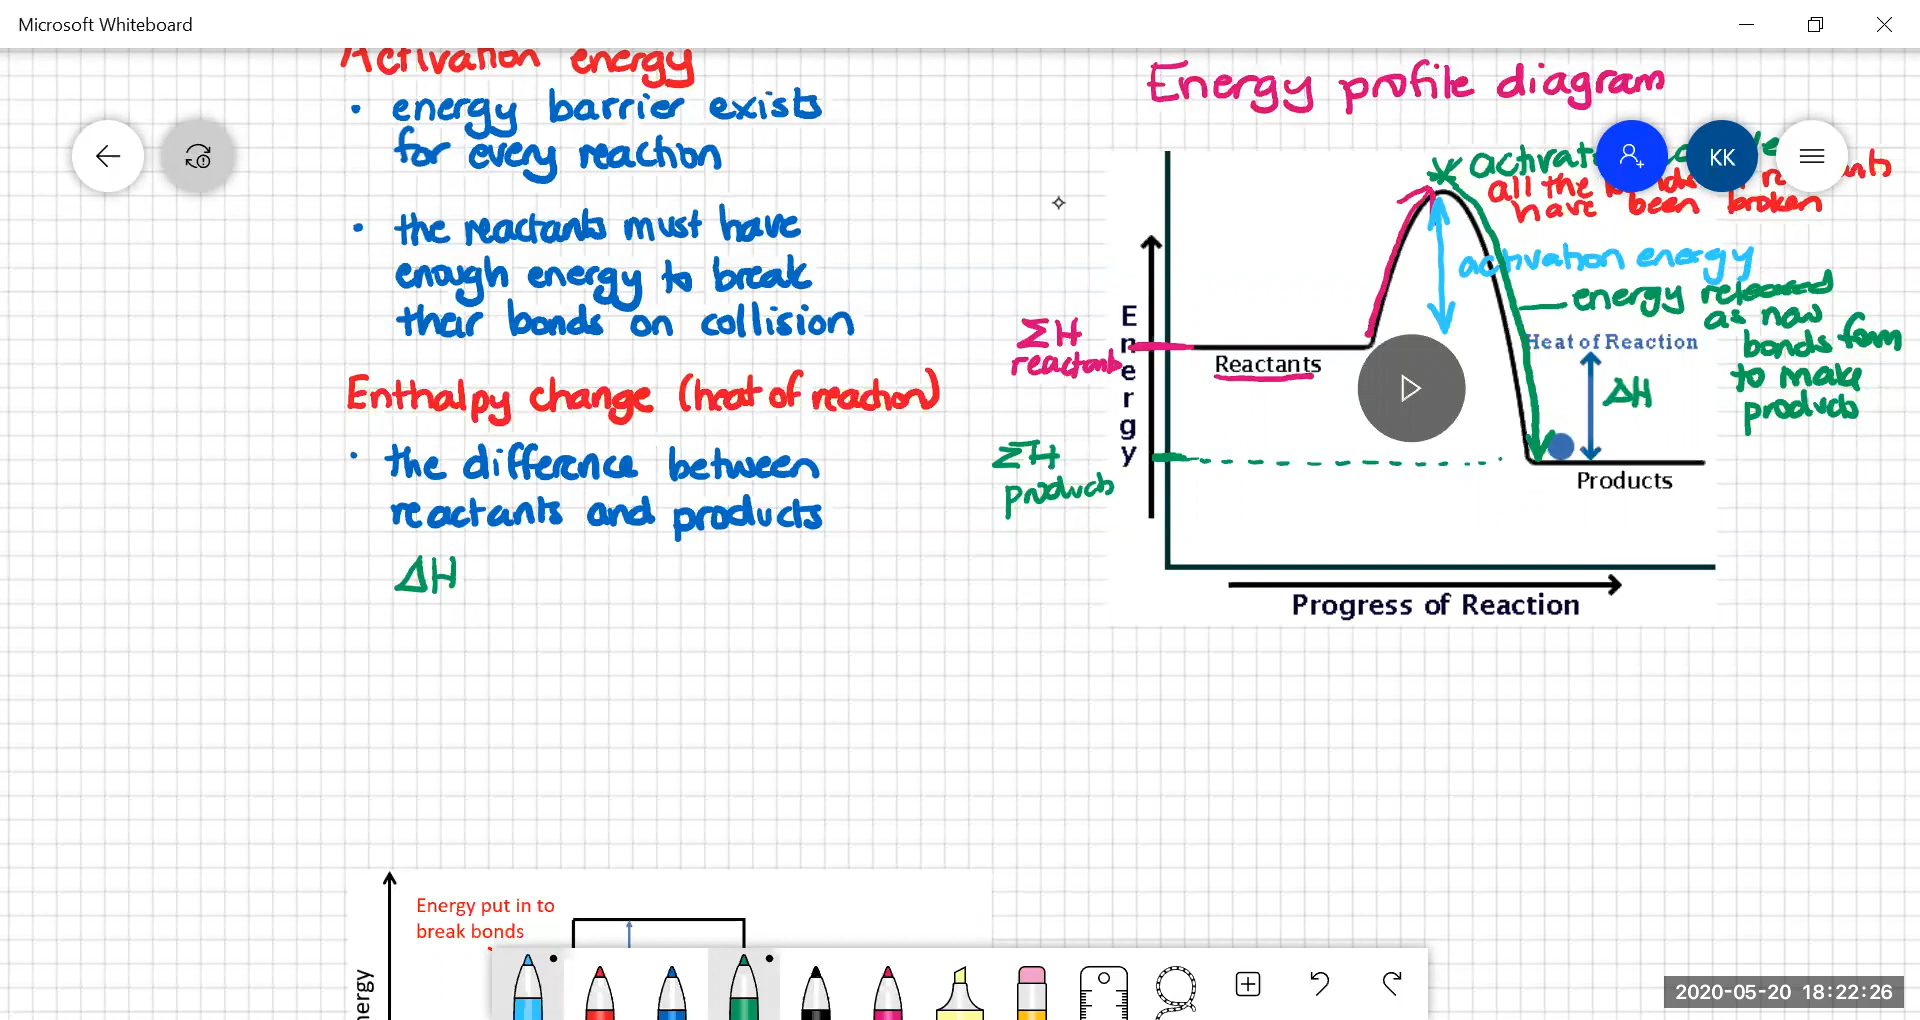 Microsoft Whiteboard
Activation energy
• energy barrier exists
for every reaction
• the reactants must have
enough energy to break
their bonds on collision
Enthalpy change (heat of reaction)
• the difference between
reactants and products
ΔH
Energy profile diagram
all the
have been broken
activation energy
energy released
as new
bonds form
to make
products
KK
Energy
ΣH
reactants
ΣH
products
Reactants
Heat of Reaction
ΔH
Products
Progress of Reaction
Energy put in to
break bonds
2020-05-20 18:22:26